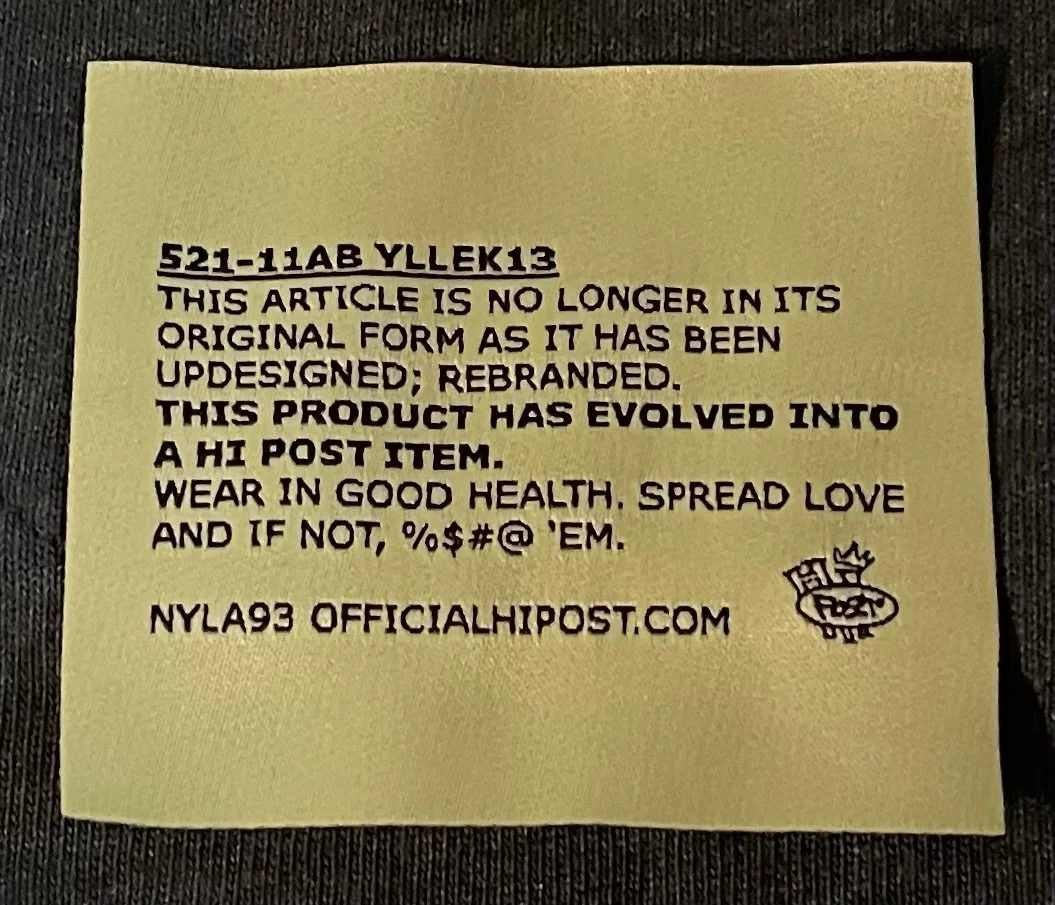 521-11AB YLLEK13
THIS ARTICLE IS NO LONGER IN ITS
ORIGINAL FORM AS IT HAS BEEN
UPDESIGNED; REBRANDED.
THIS PRODUCT HAS EVOLVED INTO
A HI POST ITEM.
WEAR IN GOOD HEALTH. SPREAD LOVE
AND IF NOT, %$#@ 'EM.
HI
POST
NYLA93 OFFICIALHIPOST.COM